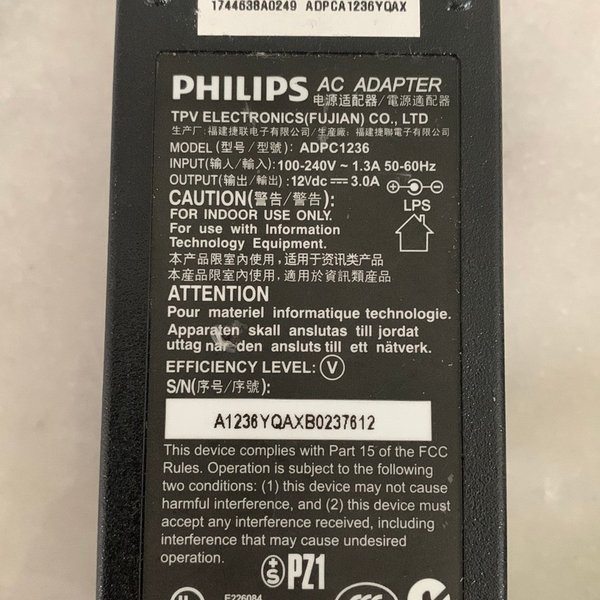 1744638A0249 ADPCA1236YQAX
PHILIPS AC ADAPTER
电源适配器/電源適配器
TPV ELECTRONICS(FUJIAN) CO., LTD
生产厂:福建捷联电子有限公司/生産廠:福建捷聯電子有限公司
MODEL(型号/型號): ADPC1236
INPUT(输入/輸入):100-240V ~ 1.3A 50-60Hz
OUTPUT(输出/輸出):12Vdc 3.0A
CAUTION(警告/警告):
LPS
FOR INDOOR USE ONLY.
For use with Information
Technology Equipment.
本产品限室内使用,适用于资讯类产品
本産品限室內使用,適用於資訊類産品
ATTENTION
Pour materiel informatique technologie.
Apparaten skall anslutas till jordat
uttag när den ansluts till ett nätverk.
EFFICIENCY LEVEL: V
S/N(序号/序號):
A1236YQAXB0237612
This device complies with Part 15 of the FCC
Rules. Operation is subject to the following
two conditions: (1) this device may not cause
harmful interference, and (2) this device must
accept any interference received, including
interference that may cause undesired
operation.
PZ1
E226084